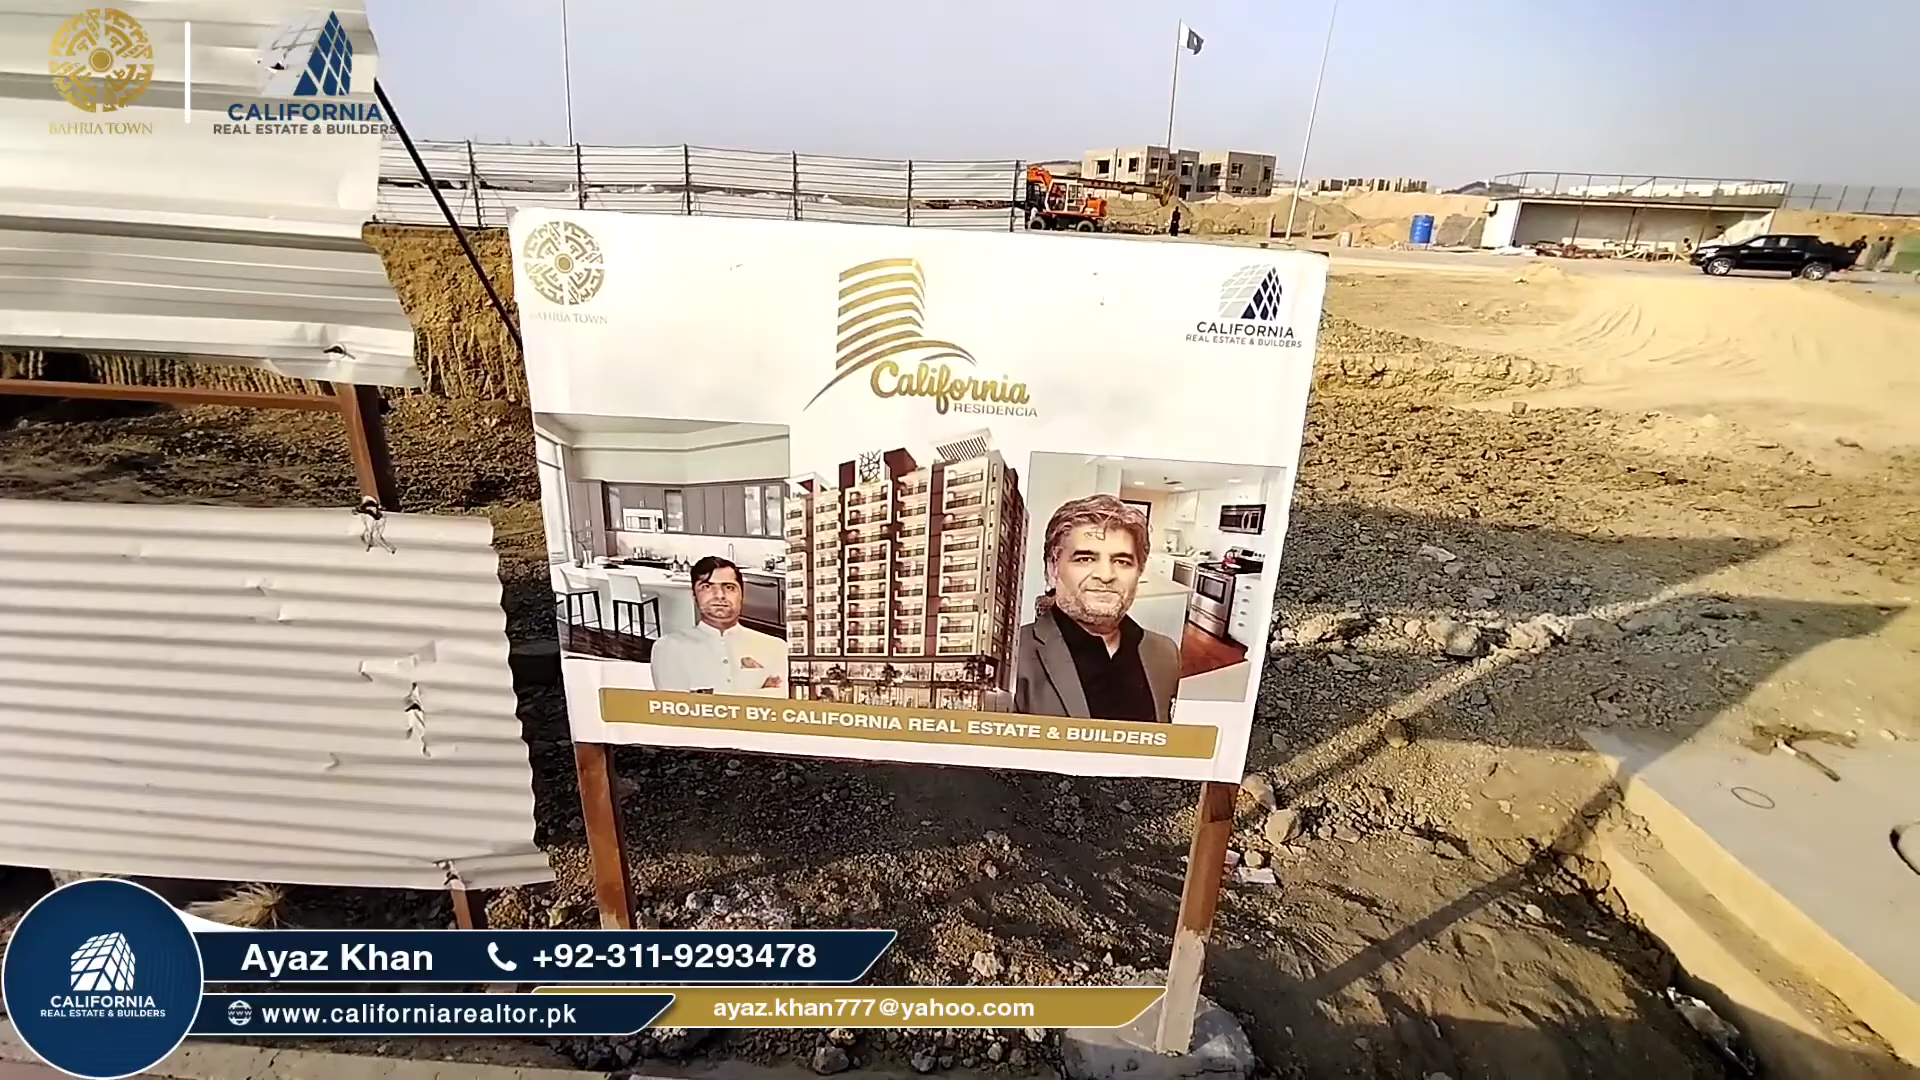 BAHRIA TOWN
CALIFORNIA
REAL ESTATE & BUILDERS
BAHRIA TOWN
California
RESIDENCIA
CALIFORNIA
REAL ESTATE & BUILDERS
PROJECT BY: CALIFORNIA REAL ESTATE & BUILDERS
CALIFORNIA
REAL ESTATE & BUILDERS
Ayaz Khan +92-311-9293478
www.californiarealtor.pk
ayaz.khan777@yahoo.com